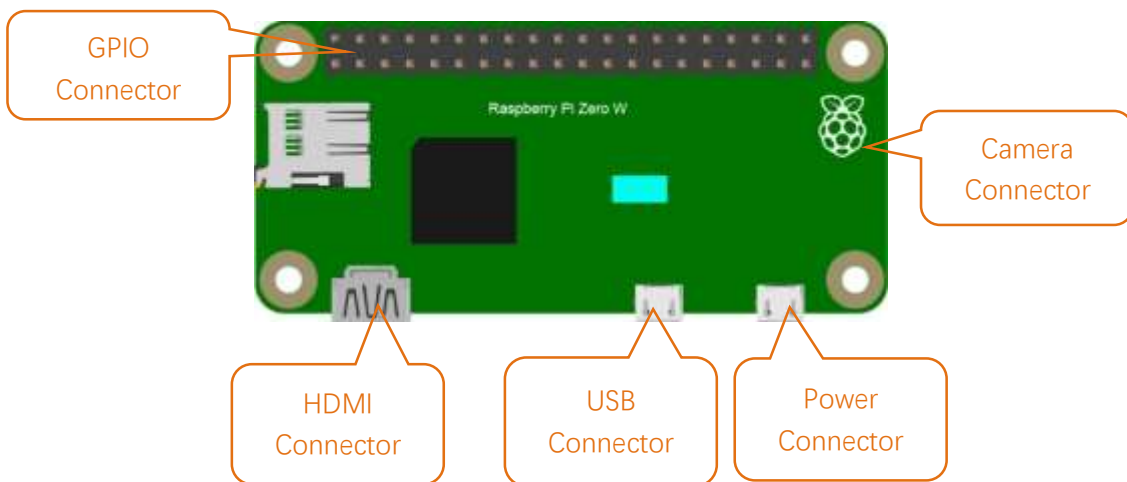 GPIO
Connector
Raspberry Pi Zero W
Camera
Connector
HDMI
Connector
USB
Connector
Power
Connector